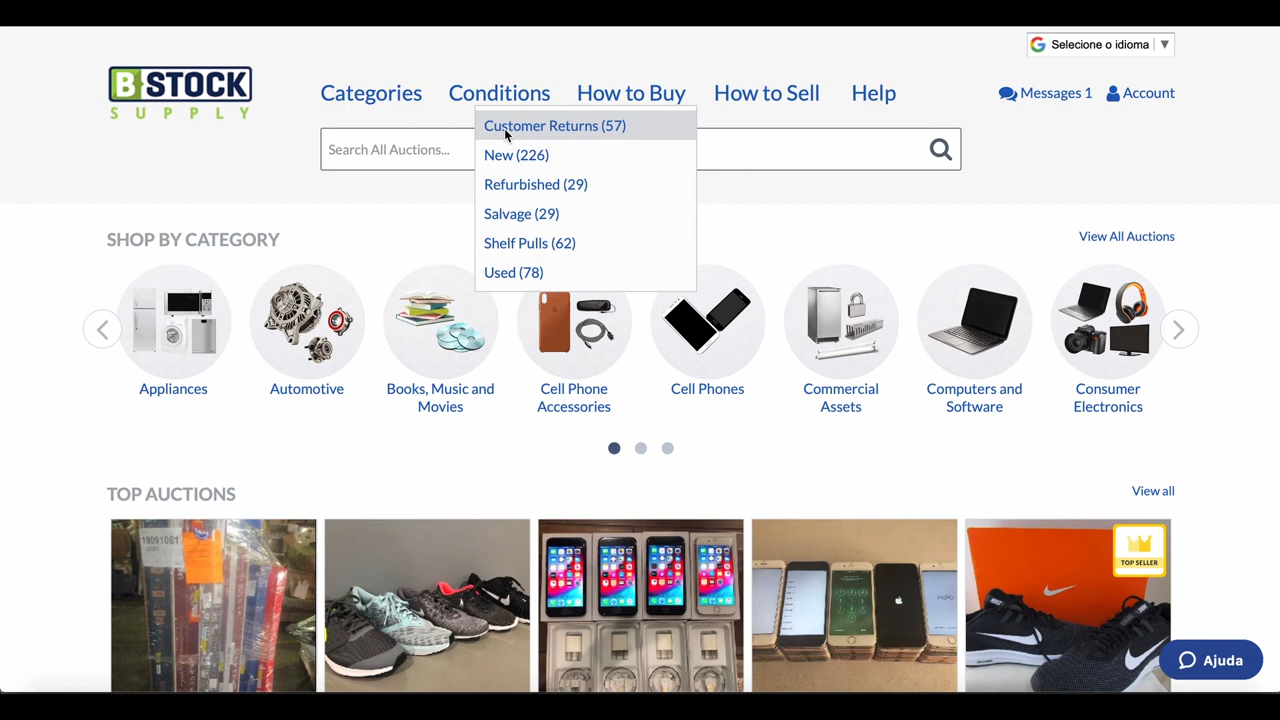 Selecione o idioma ▼
B STOCK
SUPPLY
Categories
Conditions
How to Buy
How to Sell
Help
Messages 1
Account
Search All Auctions...
Customer Returns (57)
New (226)
Refurbished (29)
Salvage (29)
Shelf Pulls (62)
Used (78)
SHOP BY CATEGORY
View All Auctions
Appliances
Automotive
Books, Music and
Movies
Cell Phone
Accessories
Cell Phones
Commercial
Assets
Computers and
Software
Consumer
Electronics
TOP AUCTIONS
View all
19091061
TOP SELLER
Ajuda